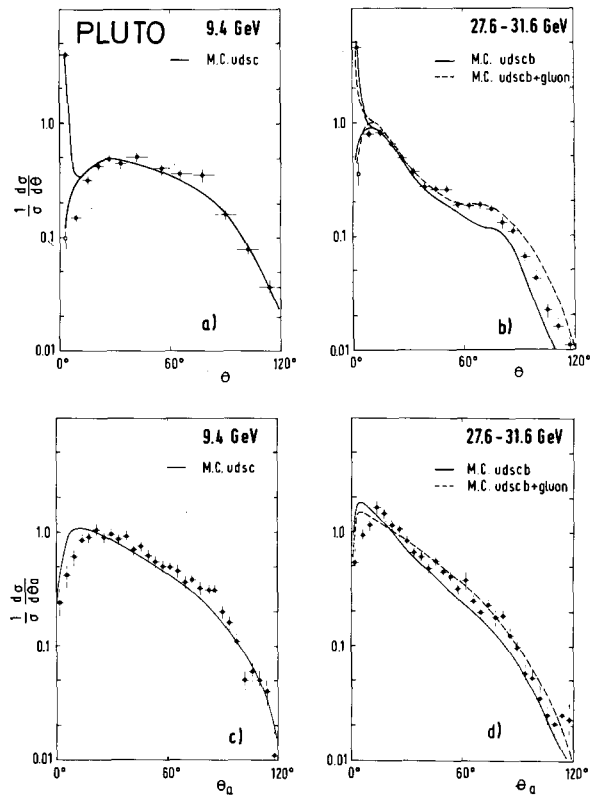 PLUTO
9.4 GeV
M.C. udsc
1.0
0.1
0.01
1/σ dσ/dθ
a)
0°
60°
120°
θ
27.6 – 31.6 GeV
M.C. udscb
M.C. udscb+gluon
1.0
0.1
0.01
b)
0°
60°
120°
θ
9.4 GeV
M.C. udsc
1.0
0.1
0.01
1/σ dσ/dθa
c)
0°
60°
120°
θa
27.6 – 31.6 GeV
M.C. udscb
M.C. udscb+gluon
1.0
0.1
0.01
d)
0°
60°
120°
θa